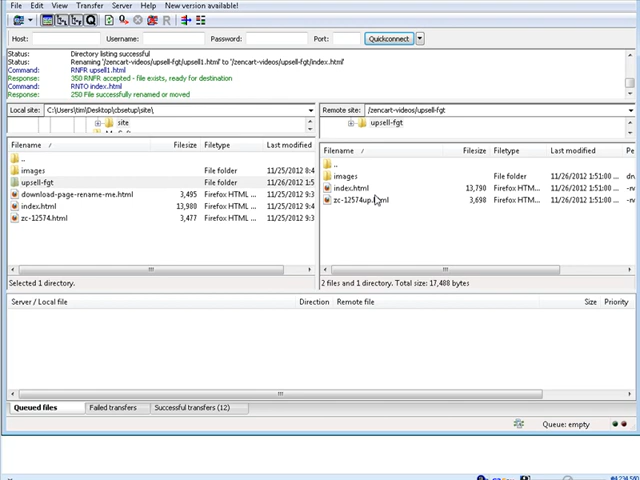 File Edit View Transfer Server Help New version available!
Host: Username: Password: Port: Quickconnect
Status: Directory listing successful
Status: Renaming '/zencart-videos/upsell-fgt/upsell1.html' to '/zencart-videos/upsell-fgt/index.html'
Command: RNFR upsell1.html
Response: 350 RNFR accepted - file exists, ready for destination
Command: RNTO index.html
Response: 250 File successfully renamed or moved
Local site: C:\Users\tim\Desktop\cbsetup\site\
site
Remote site: /zencart-videos/upsell-fgt
upsell-fgt
Filename / Filesize Filetype Last modified
..
images File folder 11/25/2012 8:4
upsell-fgt File folder 11/26/2012 1:5
download-page-rename-me.html 3,495 Firefox HTML ... 11/25/2012 9:3
index.html 13,980 Firefox HTML ... 11/25/2012 9:4
zc-12574.html 3,477 Firefox HTML ... 11/25/2012 9:3
Selected 1 directory.
Filename / Filesize Filetype Last modified Pe
..
images File folder 11/26/2012 1:51:00 ... dn
index.html 13,790 Firefox HTML ... 11/26/2012 1:51:00 ... -rw
zc-12574up.html 3,698 Firefox HTML ... 11/26/2012 1:51:00 ... -rw
2 files and 1 directory. Total size: 17,488 bytes
Server / Local file Direction Remote file Size Priority
Queued files Failed transfers Successful transfers (12)
Queue: empty